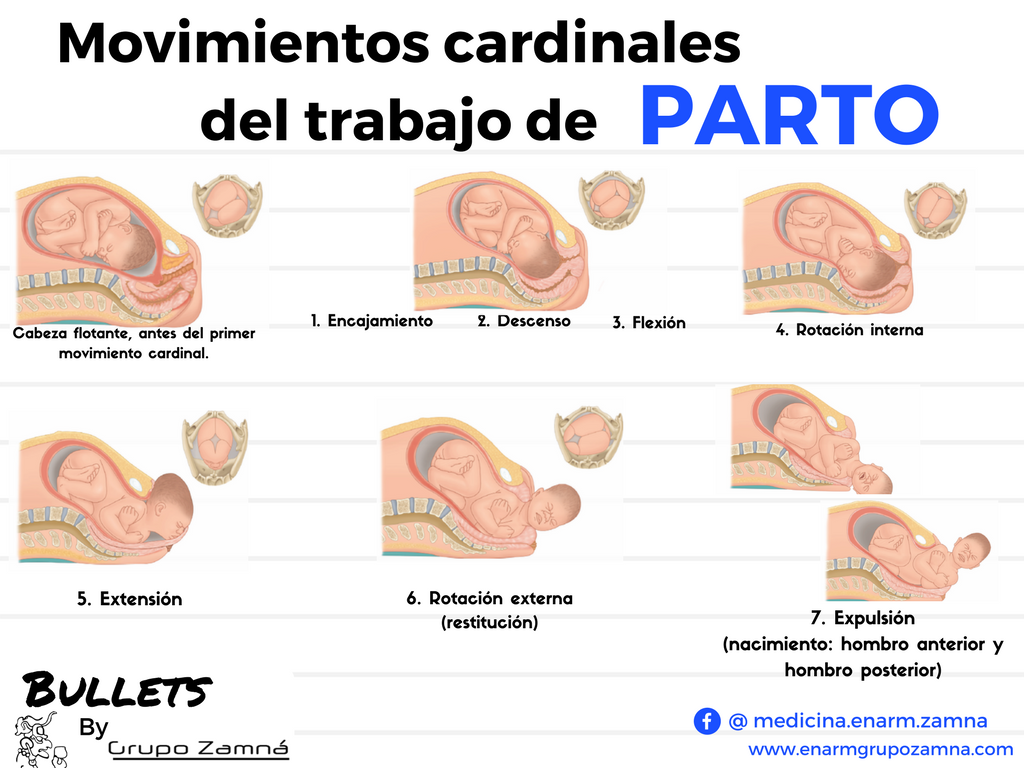 Movimientos cardinales
del trabajo de PARTO
Cabeza flotante, antes del primer
movimiento cardinal.
1. Encajamiento
2. Descenso
3. Flexión
4. Rotación interna
5. Extensión
6. Rotación externa
(restitución)
7. Expulsión
(nacimiento: hombro anterior y
hombro posterior)
BULLETS
By
Grupo Zamná
@ medicina.enarm.zamna
www.enarmgrupozamna.com